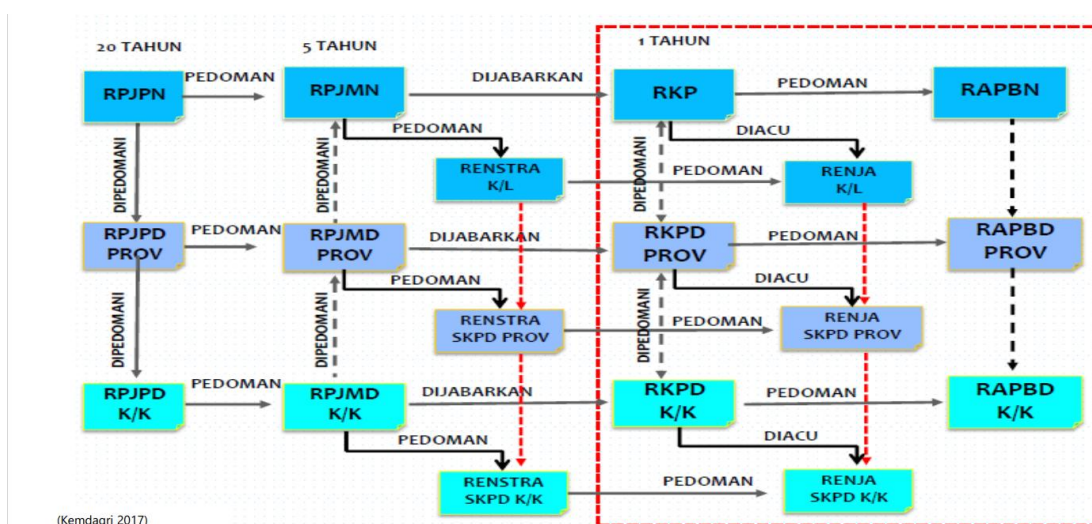 20 TAHUN
5 TAHUN
1 TAHUN
RPJPN
PEDOMAN
RPJMN
DIJABARKAN
RKP
PEDOMAN
RAPBN
PEDOMAN
DIACU
DIPEDOMANI
DIPEDOMANI
RENSTRA
K/L
PEDOMAN
DIPEDOMANI
RENJA
K/L
RPJPD
PROV
PEDOMAN
RPJMD
PROV
DIJABARKAN
RKPD
PROV
PEDOMAN
RAPBD
PROV
PEDOMAN
DIACU
DIPEDOMANI
DIPEDOMANI
RENSTRA
SKPD PROV
PEDOMAN
DIPEDOMANI
RENJA
SKPD PROV
RPJPD
K/K
PEDOMAN
RPJMD
K/K
DIJABARKAN
RKPD
K/K
PEDOMAN
RAPBD
K/K
PEDOMAN
DIACU
RENSTRA
SKPD K/K
PEDOMAN
RENJA
SKPD K/K
(Kemdagri 2017)